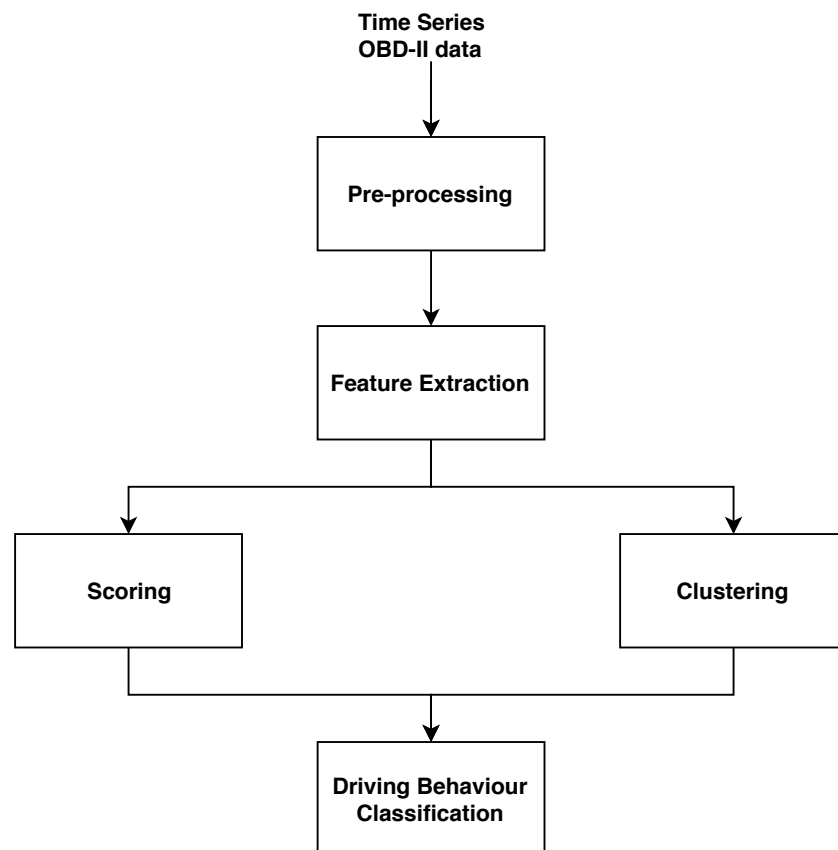 Time Series
OBD-II data
Pre-processing
Feature Extraction
Scoring
Clustering
Driving Behaviour
Classification